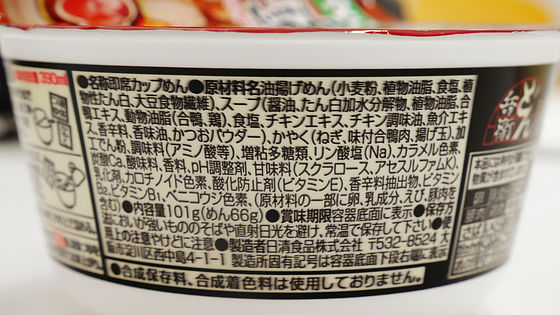 390ml
●名称即席カップめん●原材料名油揚げめん(小麦粉、植物油脂、食塩、植
物性たん白、大豆食物繊維)、スープ(醤油、たん白加水分解物、植物油脂、合
鴨エキス、動物油脂(合鴨、鶏)、食塩、チキンエキス、チキン調味油、魚介エキ
ス、香辛料、香味油、かつおパウダー)、かやく(ねぎ、味付合鴨肉、揚げ玉)、加
工でん粉、調味料(アミノ酸等)、増粘多糖類、リン酸塩(Na)、カラメル色素、
炭酸Ca、酸味料、香料、pH調整剤、甘味料(スクラロース、アセスルファムK)、
乳化剤、カロチノイド色素、酸化防止剤(ビタミンE)、香辛料抽出物、ビタミン
B2、ビタミンB1、ベニコウジ色素、(原材料の一部に卵、乳成分、えび、豚肉を
含む)●内容量101g(めん66g)●賞味期限容器底面に表示●保存方
法においが強いもののそばや直射日光を避け、常温で保存して下さい●使
用上の注意やけどに注意●製造者日清食品株式会社 〒532-8524 大
阪市淀川区西中島4-1-1 製造所固有記号は容器底面下段右端に表示
●合成保存料、合成着色料は使用しておりません。
どん
兵衛